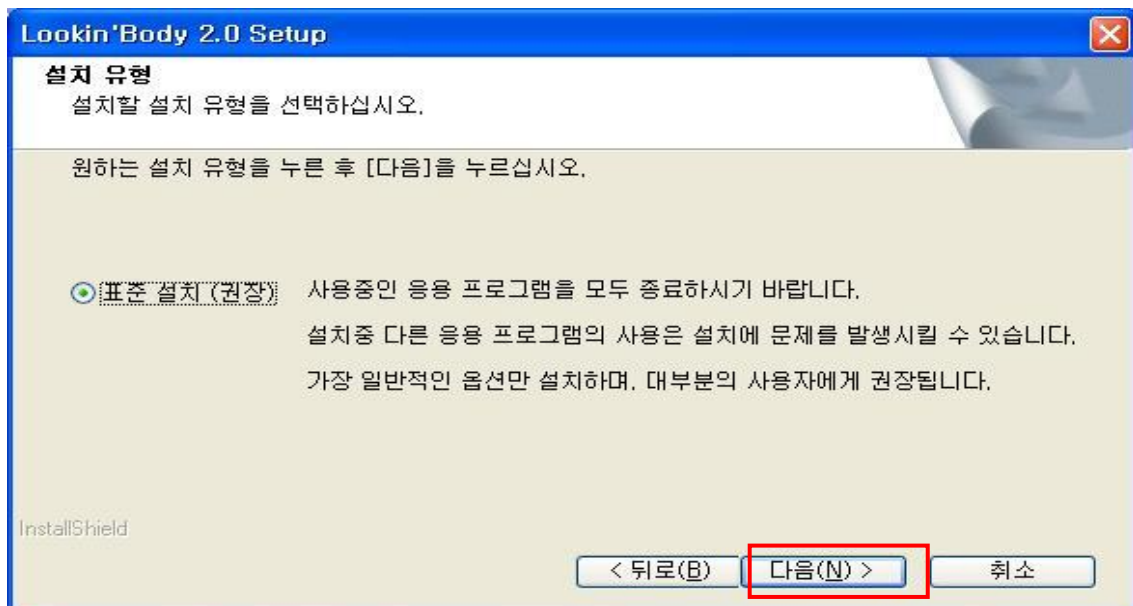 Lookin'Body 2.0 Setup
설치 유형
설치할 설치 유형을 선택하십시오.
원하는 설치 유형을 누른 후 [다음]을 누르십시오.
표준 설치 (권장)
사용중인 응용 프로그램을 모두 종료하시기 바랍니다.
설치중 다른 응용 프로그램의 사용은 설치에 문제를 발생시킬 수 있습니다.
가장 일반적인 옵션만 설치하며, 대부분의 사용자에게 권장됩니다.
InstallShield
< 뒤로(B) 다음(N) > 취소